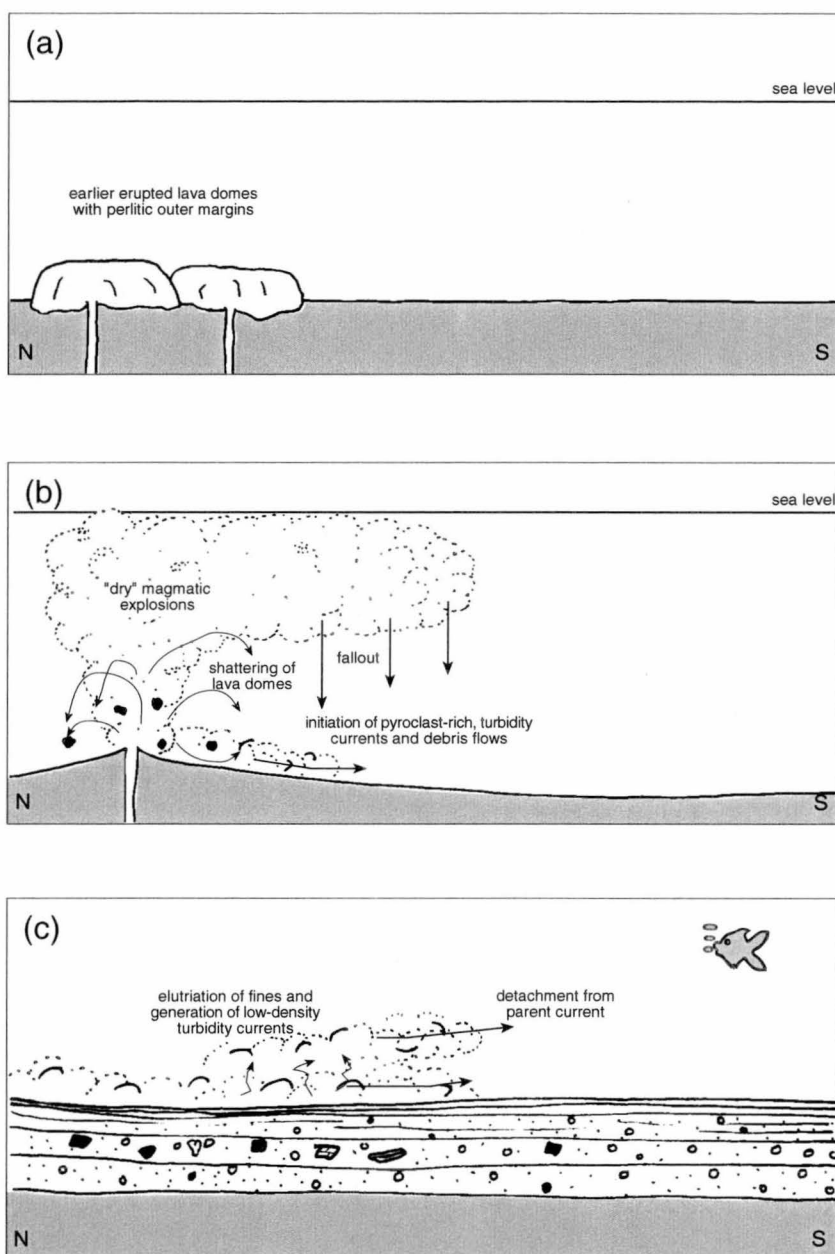 (a)
sea level
earlier erupted lava domes
with perlitic outer margins
N
S
(b)
sea level
"dry" magmatic
explosions
shattering of
lava domes
fallout
initiation of pyroclast-rich, turbidity
currents and debris flows
N
S
(c)
elutriation of fines and
generation of low-density
turbidity currents
detachment from
parent current
N
S